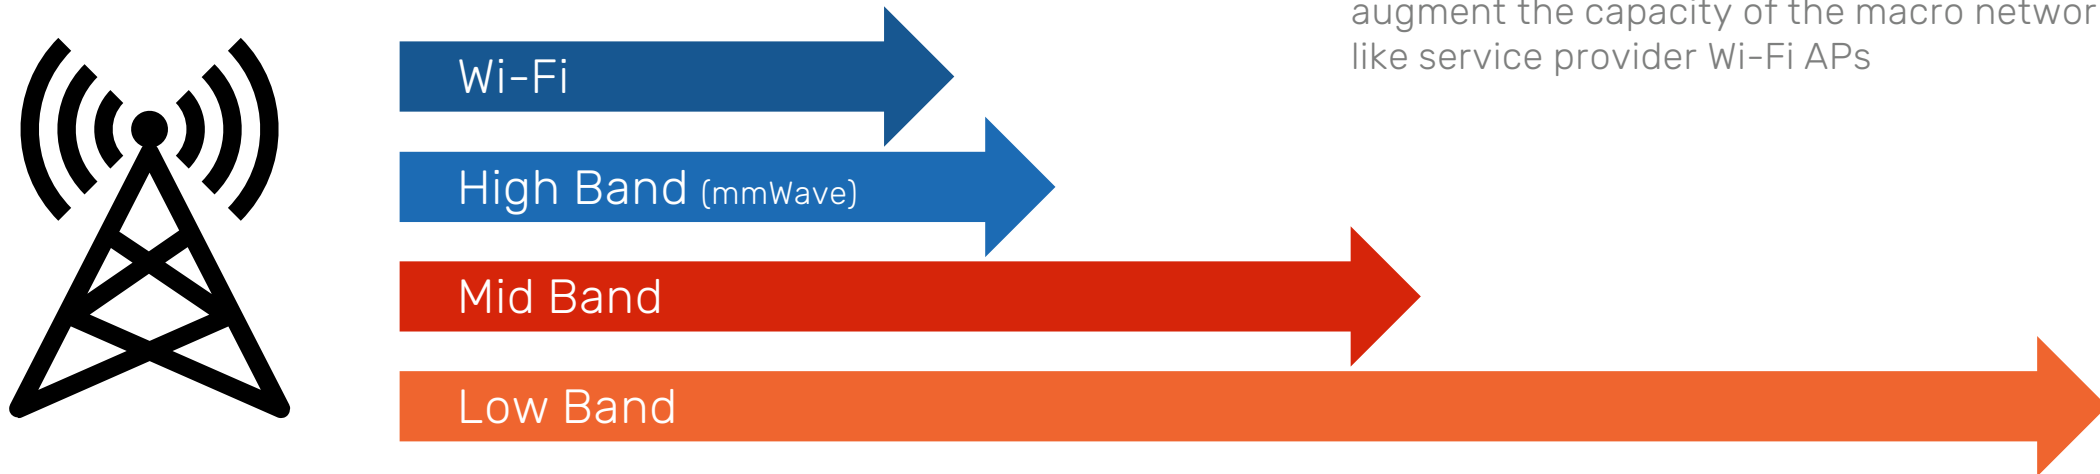 augment the capacity of the macro networ
like service provider Wi-Fi APs
Wi-Fi
High Band (mmWave)
Mid Band
Low Band